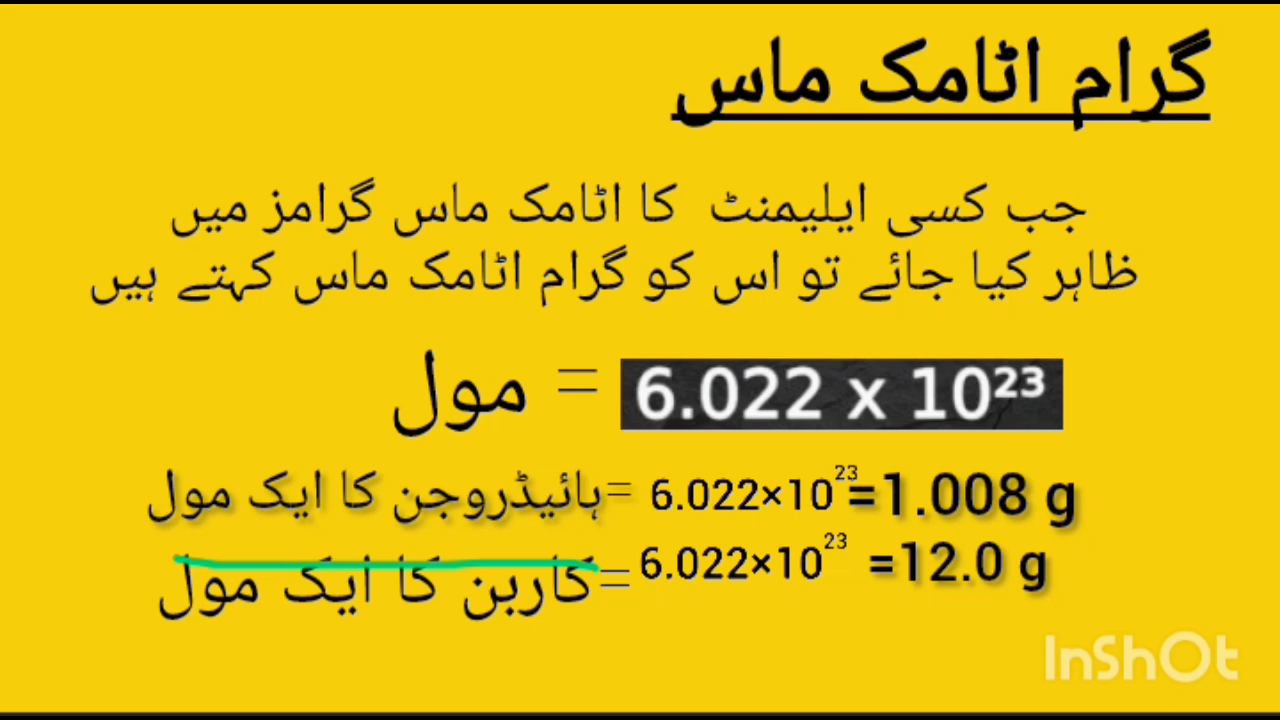 گرام اٹامک ماس
جب کسی ایلیمنٹ کا اٹامک ماس گرامز میں
ظاہر کیا جائے تو اس کو گرام اٹامک ماس کہتے ہیں
مول = 6.022 x 10²³
ہائیڈروجن کا ایک مول = 6.022×10²³ =1.008 g
کاربن کا ایک مول = 6.022×10²³ =12.0 g
InShOt